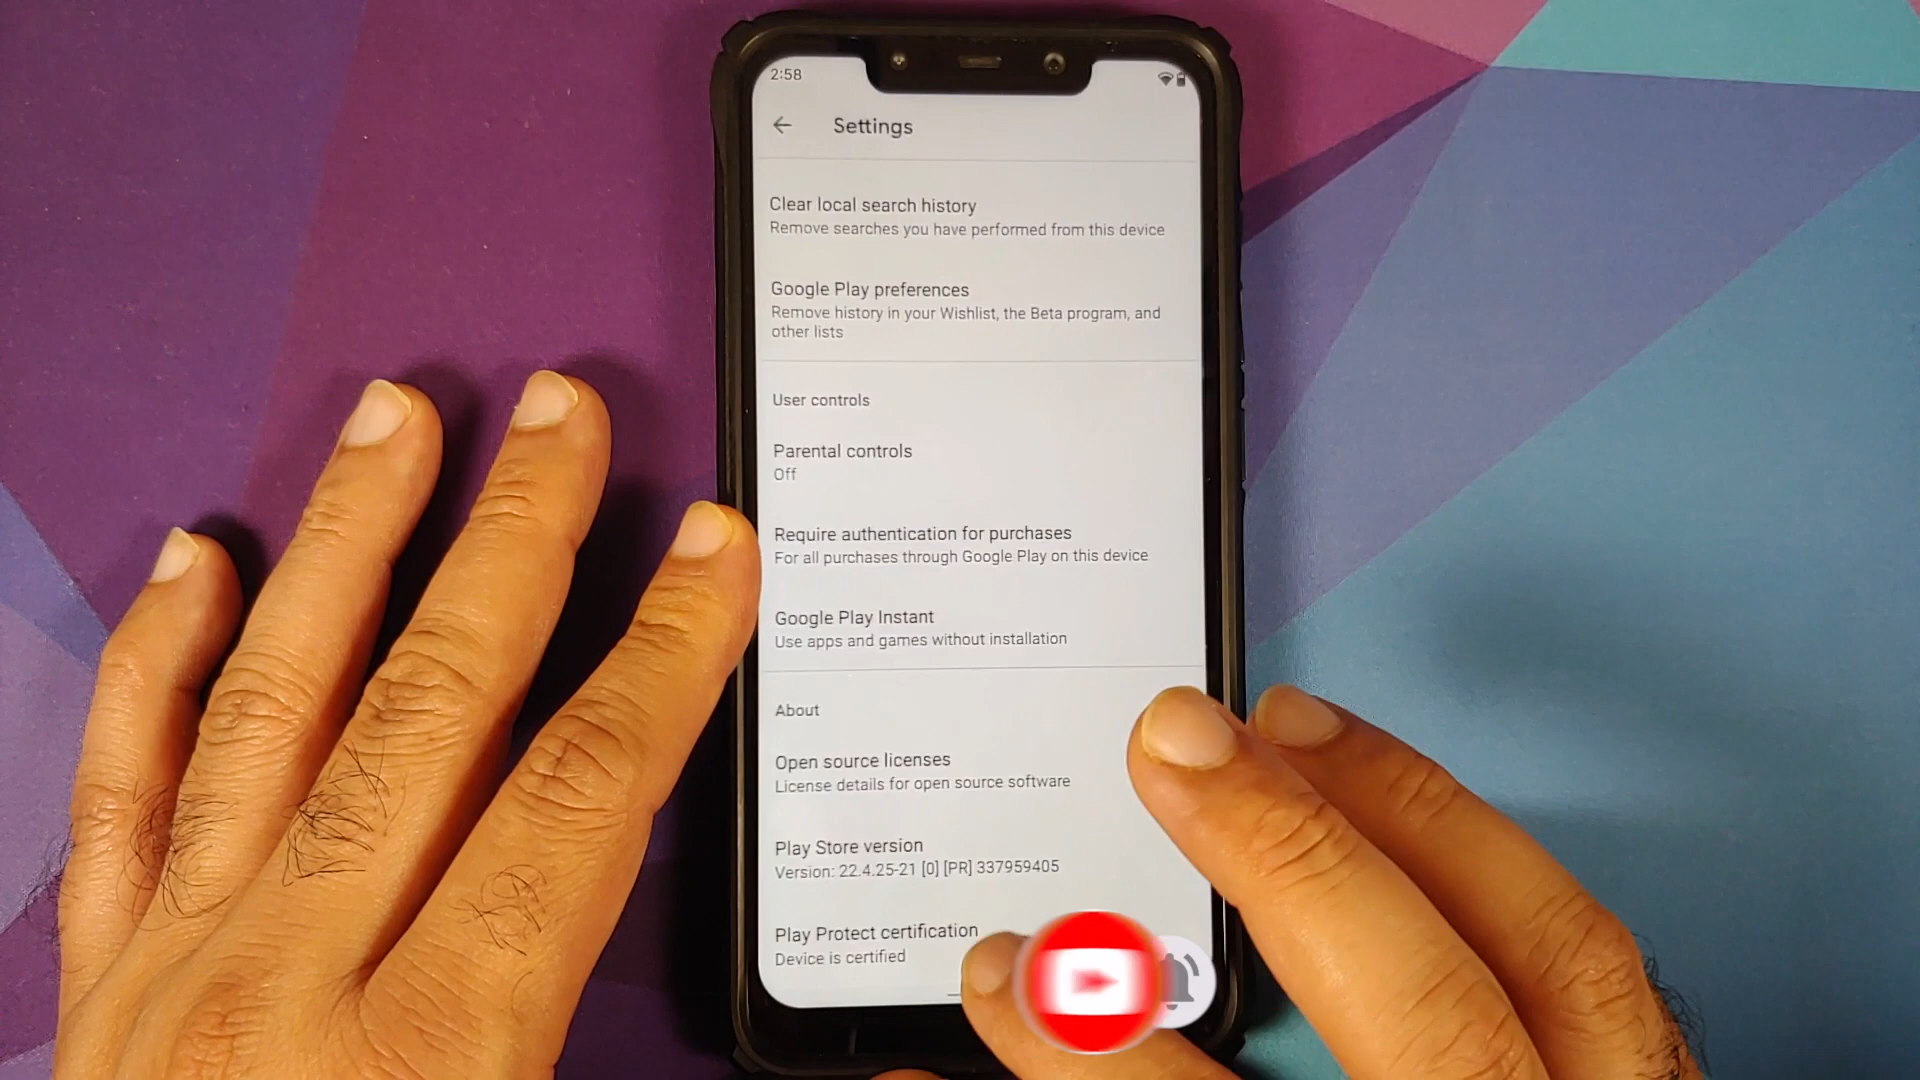 2:58
Settings
Clear local search history
Remove searches you have performed from this device
Google Play preferences
Remove history in your Wishlist, the Beta program, and
other lists
User controls
Parental controls
Off
Require authentication for purchases
For all purchases through Google Play on this device
Google Play Instant
Use apps and games without installation
About
Open source licenses
License details for open source software
Play Store version
Version: 22.4.25-21 [0] [PR] 337959405
Play Protect certification
Device is certified